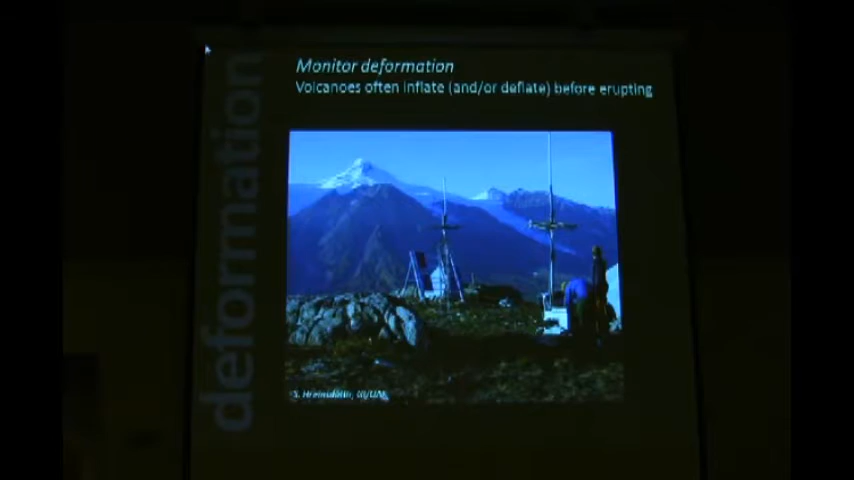 Monitor deformation
Volcanoes often inflate (and/or deflate) before erupting
deformation